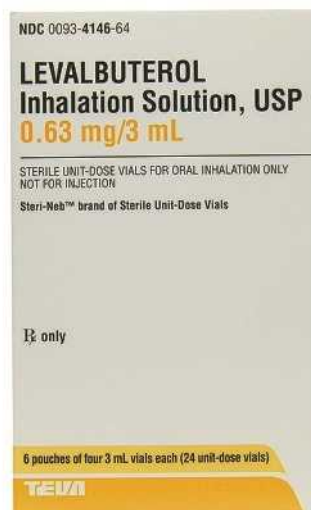 NDC 0093-4146-64
LEVALBUTEROL
Inhalation Solution, USP
0.63 mg/3 mL
STERILE UNIT-DOSE VIALS FOR ORAL INHALATION ONLY
NOT FOR INJECTION
Steri-Neb™ brand of Sterile Unit-Dose Vials
℞ only
6 pouches of four 3 mL vials each (24 unit-dose vials)
TEVA